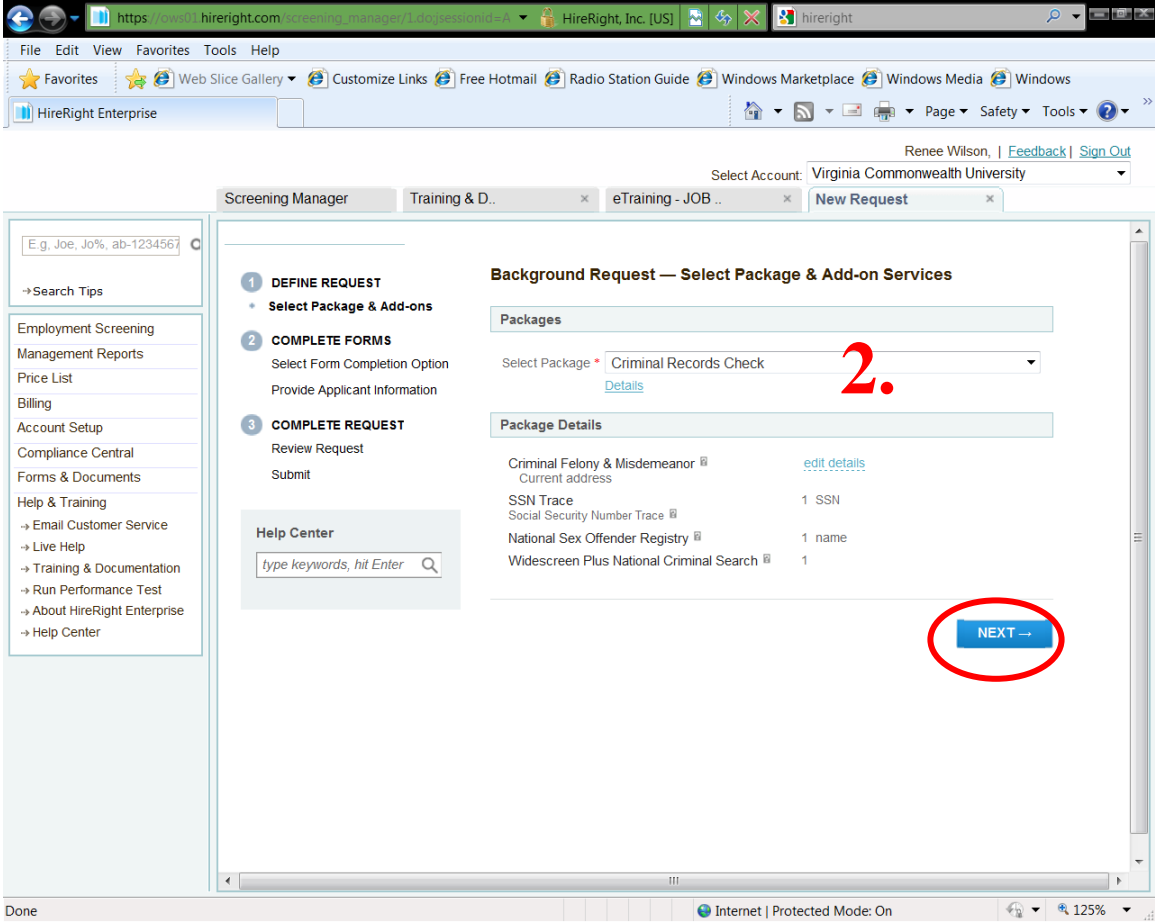 https://ows01.hireright.com/screening_manager/1.do;jsessionid=A HireRight, Inc. [US] hireright
File Edit View Favorites Tools Help
Favorites Web Slice Gallery Customize Links Free Hotmail Radio Station Guide Windows Marketplace Windows Media Windows
HireRight Enterprise Page Safety Tools
Renee Wilson, | Feedback | Sign Out
Select Account: Virginia Commonwealth University
Screening Manager Training & D.. × eTraining - JOB .. × New Request ×
E.g, Joe, Jo%, ab-1234567
Search Tips
Employment Screening
Management Reports
Price List
Billing
Account Setup
Compliance Central
Forms & Documents
Help & Training
Email Customer Service
Live Help
Training & Documentation
Run Performance Test
About HireRight Enterprise
Help Center
1 DEFINE REQUEST
Select Package & Add-ons
2 COMPLETE FORMS
Select Form Completion Option
Provide Applicant Information
3 COMPLETE REQUEST
Review Request
Submit
Help Center
type keywords, hit Enter
Background Request — Select Package & Add-on Services
Packages
Select Package * Criminal Records Check
2.
Details
Package Details
Criminal Felony & Misdemeanor edit details
Current address
SSN Trace 1 SSN
Social Security Number Trace
National Sex Offender Registry 1 name
Widescreen Plus National Criminal Search 1
NEXT→
Done Internet | Protected Mode: On 125%